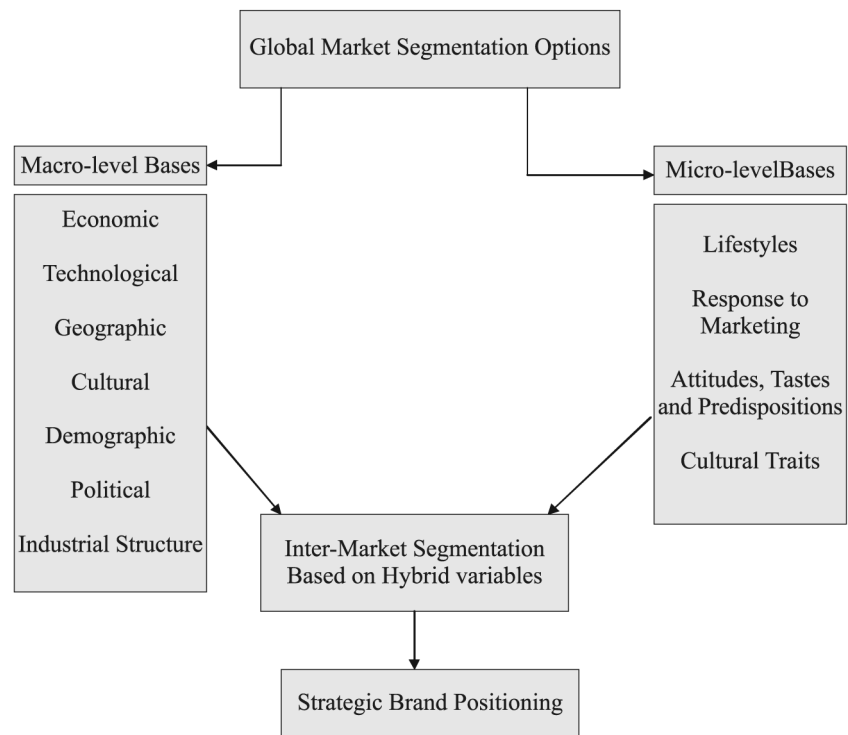 Global Market Segmentation Options
Macro-level Bases
Economic
Technological
Geographic
Cultural
Demographic
Political
Industrial Structure
Micro-levelBases
Lifestyles
Response to
Marketing
Attitudes, Tastes
and Predispositions
Cultural Traits
Inter-Market Segmentation
Based on Hybrid variables
Strategic Brand Positioning